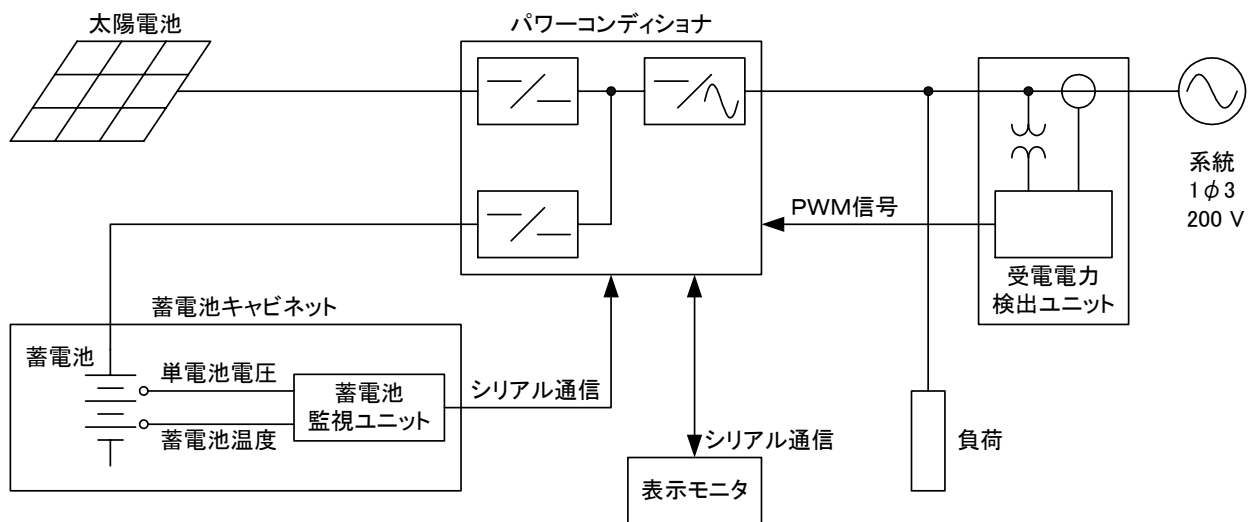 太陽電池
パワーコンディショナ
系統
1φ3
200 V
PWM信号
受電電力
検出ユニット
蓄電池キャビネット
蓄電池
単電池電圧
蓄電池
監視ユニット
蓄電池温度
シリアル通信
シリアル通信
負荷
表示モニタ